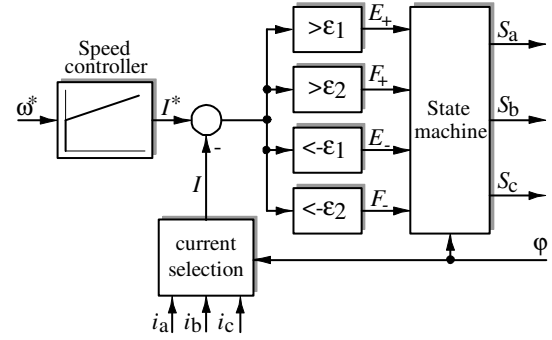 Speed
controller
ω*
I*
-
I
>ε1
>ε2
<-ε1
<-ε2
E+
F+
E-
F-
State
machine
Sa
Sb
Sc
φ
current
selection
ia
ib
ic